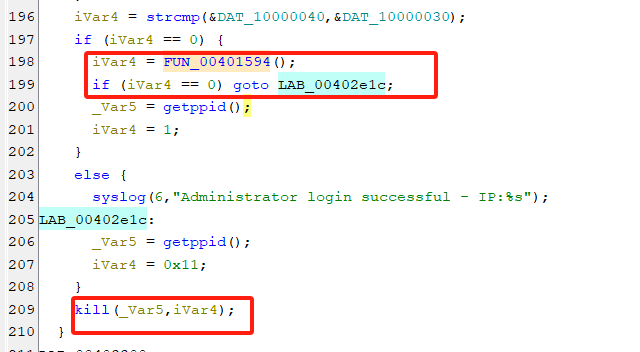 196 iVar4 = strcmp(&DAT_10000040,&DAT_10000030);
197 if (iVar4 == 0) {
198 iVar4 = FUN_00401594();
199 if (iVar4 == 0) goto LAB_00402e1c;
200 _Var5 = getppid();
201 iVar4 = 1;
202 }
203 else {
204 syslog(6,"Administrator login successful - IP:%s");
205 LAB_00402e1c:
206 _Var5 = getppid();
207 iVar4 = 0x11;
208 }
209 kill(_Var5,iVar4);
210 }